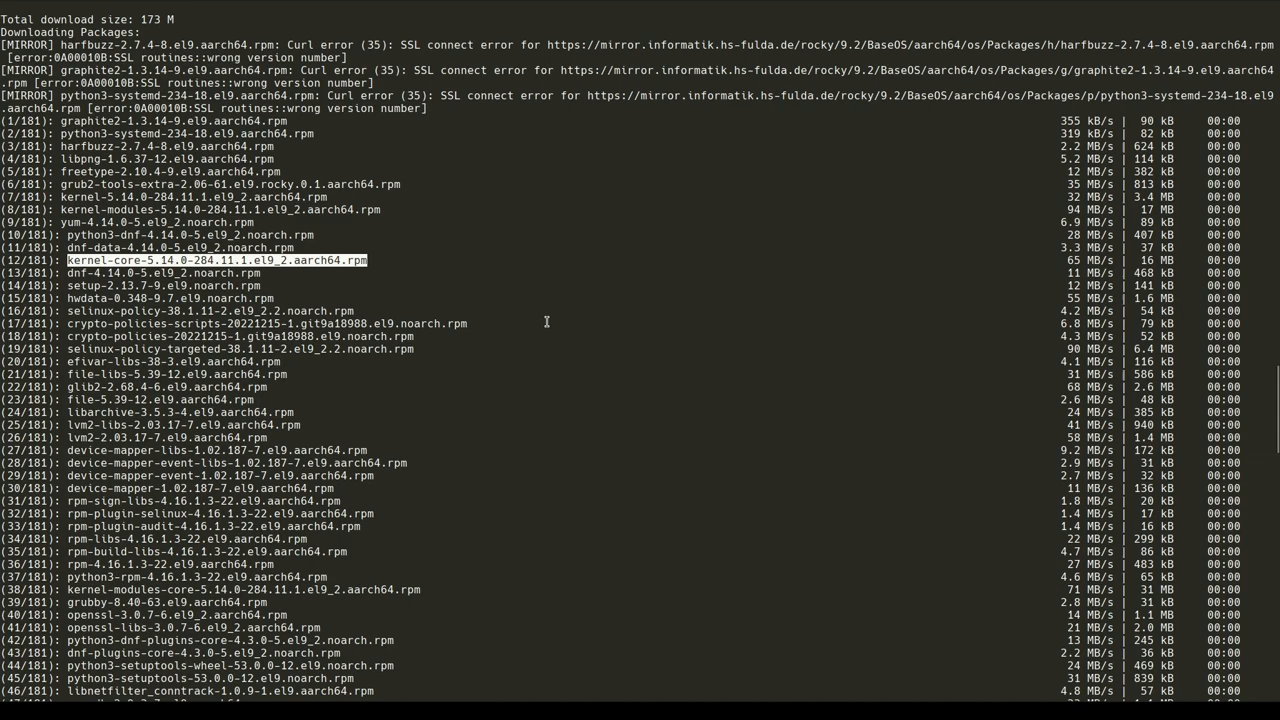 Total download size: 173 M
Downloading Packages:
[MIRROR] harfbuzz-2.7.4-8.el9.aarch64.rpm: Curl error (35): SSL connect error for https://mirror.informatik.hs-fulda.de/rocky/9.2/BaseOS/aarch64/os/Packages/h/harfbuzz-2.7.4-8.el9.aarch64.rpm
[error:0A00010B:SSL routines::wrong version number]
[MIRROR] graphite2-1.3.14-9.el9.aarch64.rpm: Curl error (35): SSL connect error for https://mirror.informatik.hs-fulda.de/rocky/9.2/BaseOS/aarch64/os/Packages/g/graphite2-1.3.14-9.el9.aarch64
.rpm [error:0A00010B:SSL routines::wrong version number]
[MIRROR] python3-systemd-234-18.el9.aarch64.rpm: Curl error (35): SSL connect error for https://mirror.informatik.hs-fulda.de/rocky/9.2/BaseOS/aarch64/os/Packages/p/python3-systemd-234-18.el9
.aarch64.rpm [error:0A00010B:SSL routines::wrong version number]
(1/181): graphite2-1.3.14-9.el9.aarch64.rpm 355 kB/s | 90 kB 00:00
(2/181): python3-systemd-234-18.el9.aarch64.rpm 319 kB/s | 82 kB 00:00
(3/181): harfbuzz-2.7.4-8.el9.aarch64.rpm 2.2 MB/s | 624 kB 00:00
(4/181): libpng-1.6.37-12.el9.aarch64.rpm 5.2 MB/s | 114 kB 00:00
(5/181): freetype-2.10.4-9.el9.aarch64.rpm 12 MB/s | 382 kB 00:00
(6/181): grub2-tools-extra-2.06-61.el9.rocky.0.1.aarch64.rpm 35 MB/s | 813 kB 00:00
(7/181): kernel-5.14.0-284.11.1.el9_2.aarch64.rpm 32 MB/s | 3.4 MB 00:00
(8/181): kernel-modules-5.14.0-284.11.1.el9_2.aarch64.rpm 94 MB/s | 17 MB 00:00
(9/181): yum-4.14.0-5.el9_2.noarch.rpm 6.9 MB/s | 89 kB 00:00
(10/181): python3-dnf-4.14.0-5.el9_2.noarch.rpm 28 MB/s | 407 kB 00:00
(11/181): dnf-data-4.14.0-5.el9_2.noarch.rpm 3.3 MB/s | 37 kB 00:00
(12/181): kernel-core-5.14.0-284.11.1.el9_2.aarch64.rpm 65 MB/s | 16 MB 00:00
(13/181): dnf-4.14.0-5.el9_2.noarch.rpm 11 MB/s | 468 kB 00:00
(14/181): setup-2.13.7-9.el9.noarch.rpm 12 MB/s | 141 kB 00:00
(15/181): hwdata-0.348-9.7.el9.noarch.rpm 55 MB/s | 1.6 MB 00:00
(16/181): selinux-policy-38.1.11-2.el9_2.2.noarch.rpm 4.2 MB/s | 54 kB 00:00
(17/181): crypto-policies-scripts-20221215-1.git9a18988.el9.noarch.rpm 6.8 MB/s | 79 kB 00:00
(18/181): crypto-policies-20221215-1.git9a18988.el9.noarch.rpm 4.3 MB/s | 52 kB 00:00
(19/181): selinux-policy-targeted-38.1.11-2.el9_2.2.noarch.rpm 90 MB/s | 6.4 MB 00:00
(20/181): efivar-libs-38-3.el9.aarch64.rpm 4.1 MB/s | 116 kB 00:00
(21/181): file-libs-5.39-12.el9.aarch64.rpm 31 MB/s | 586 kB 00:00
(22/181): glib2-2.68.4-6.el9.aarch64.rpm 68 MB/s | 2.6 MB 00:00
(23/181): file-5.39-12.el9.aarch64.rpm 2.6 MB/s | 48 kB 00:00
(24/181): libarchive-3.5.3-4.el9.aarch64.rpm 24 MB/s | 385 kB 00:00
(25/181): lvm2-libs-2.03.17-7.el9.aarch64.rpm 41 MB/s | 940 kB 00:00
(26/181): lvm2-2.03.17-7.el9.aarch64.rpm 58 MB/s | 1.4 MB 00:00
(27/181): device-mapper-libs-1.02.187-7.el9.aarch64.rpm 9.2 MB/s | 172 kB 00:00
(28/181): device-mapper-event-libs-1.02.187-7.el9.aarch64.rpm 2.9 MB/s | 31 kB 00:00
(29/181): device-mapper-event-1.02.187-7.el9.aarch64.rpm 2.7 MB/s | 32 kB 00:00
(30/181): device-mapper-1.02.187-7.el9.aarch64.rpm 11 MB/s | 136 kB 00:00
(31/181): rpm-sign-libs-4.16.1.3-22.el9.aarch64.rpm 1.8 MB/s | 20 kB 00:00
(32/181): rpm-plugin-selinux-4.16.1.3-22.el9.aarch64.rpm 1.4 MB/s | 17 kB 00:00
(33/181): rpm-plugin-audit-4.16.1.3-22.el9.aarch64.rpm 1.4 MB/s | 16 kB 00:00
(34/181): rpm-libs-4.16.1.3-22.el9.aarch64.rpm 22 MB/s | 299 kB 00:00
(35/181): rpm-build-libs-4.16.1.3-22.el9.aarch64.rpm 4.7 MB/s | 86 kB 00:00
(36/181): rpm-4.16.1.3-22.el9.aarch64.rpm 27 MB/s | 483 kB 00:00
(37/181): python3-rpm-4.16.1.3-22.el9.aarch64.rpm 4.6 MB/s | 65 kB 00:00
(38/181): kernel-modules-core-5.14.0-284.11.1.el9_2.aarch64.rpm 71 MB/s | 31 MB 00:00
(39/181): grubby-8.40-63.el9.aarch64.rpm 2.8 MB/s | 31 kB 00:00
(40/181): openssl-3.0.7-6.el9_2.aarch64.rpm 14 MB/s | 1.1 MB 00:00
(41/181): openssl-libs-3.0.7-6.el9_2.aarch64.rpm 21 MB/s | 2.0 MB 00:00
(42/181): python3-dnf-plugins-core-4.3.0-5.el9_2.noarch.rpm 13 MB/s | 245 kB 00:00
(43/181): dnf-plugins-core-4.3.0-5.el9_2.noarch.rpm 2.2 MB/s | 36 kB 00:00
(44/181): python3-setuptools-wheel-53.0.0-12.el9.noarch.rpm 24 MB/s | 469 kB 00:00
(45/181): python3-setuptools-53.0.0-12.el9.noarch.rpm 31 MB/s | 839 kB 00:00
(46/181): libnetfilter_conntrack-1.0.9-1.el9.aarch64.rpm 4.8 MB/s | 57 kB 00:00